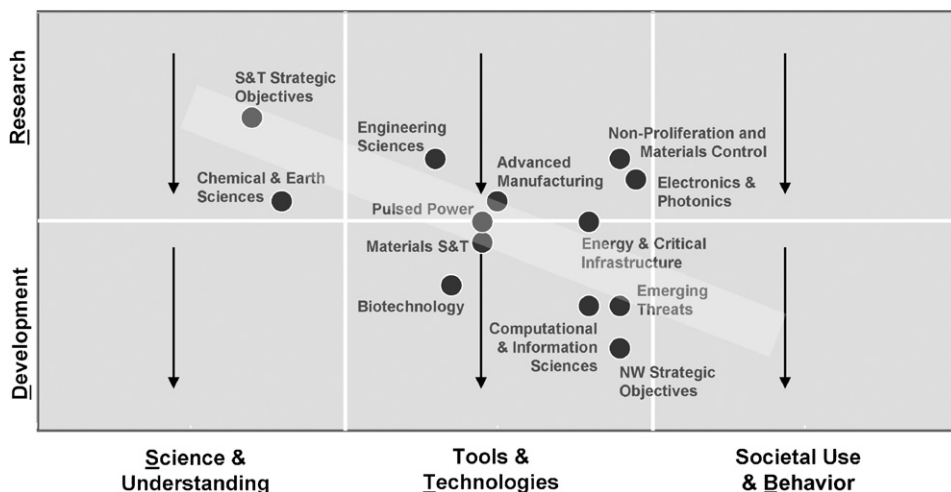 Research
Development
S&T Strategic
Objectives
Chemical & Earth
Sciences
Engineering
Sciences
Advanced
Manufacturing
Pulsed Power
Materials S&T
Biotechnology
Non-Proliferation and
Materials Control
Electronics &
Photonics
Energy & Critical
Infrastructure
Emerging
Threats
Computational
& Information
Sciences
NW Strategic
Objectives
Science &
Understanding
Tools &
Technologies
Societal Use
& Behavior